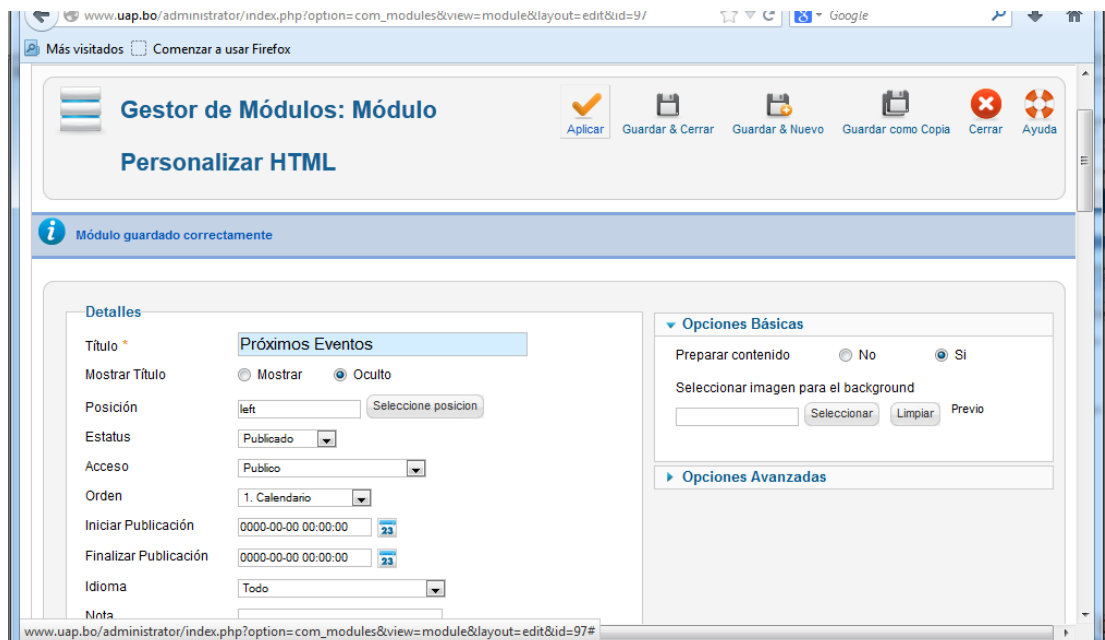 www.uap.bo/administrator/index.php?option=com_modules&view=module&layout=edit&id=97
8 Google
Más visitados Comenzar a usar Firefox
Gestor de Módulos: Módulo
Personalizar HTML
Aplicar Guardar & Cerrar Guardar & Nuevo Guardar como Copia Cerrar Ayuda
Módulo guardado correctamente
Detalles
Título * Próximos Eventos
Mostrar Título Mostrar Oculto
Posición left Seleccione posicion
Estatus Publicado
Acceso Publico
Orden 1. Calendario
Iniciar Publicación 0000-00-00 00:00:00 23
Finalizar Publicación 0000-00-00 00:00:00 23
Idioma Todo
Nota
Opciones Básicas
Preparar contenido No Si
Seleccionar imagen para el background
Seleccionar Limpiar Previo
Opciones Avanzadas
www.uap.bo/administrator/index.php?option=com_modules&view=module&layout=edit&id=97#